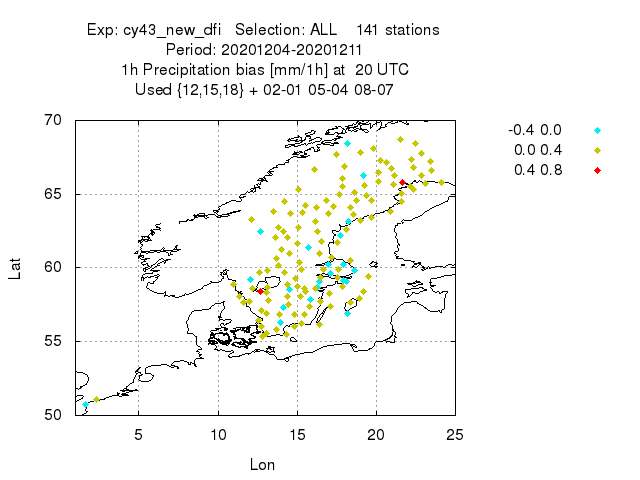 Exp: cy43_new_dfi   Selection: ALL    141 stations
Period: 20201204-20201211
1h Precipitation bias [mm/1h] at  20 UTC
Used {12,15,18} + 02-01 05-04 08-07
-0.4 0.0
0.0 0.4
0.4 0.8
70
65
60
55
50
Lat
5 10 15 20 25
Lon